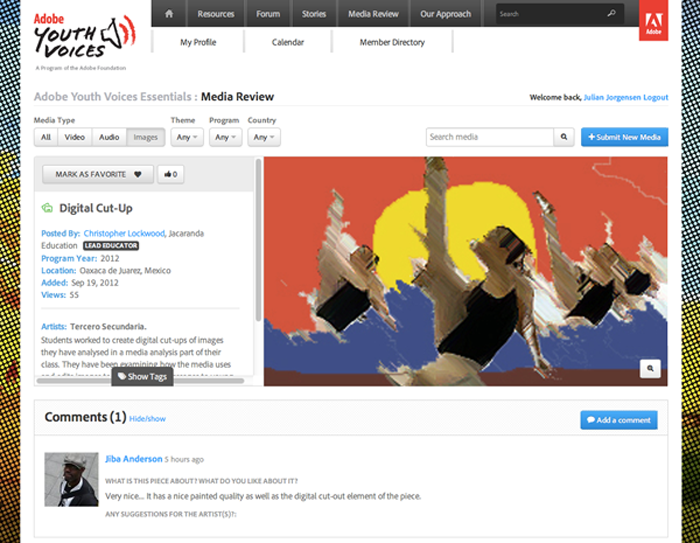 Adobe
YOUTH
VOICES
A Program of the Adobe Foundation
Resources Forum Stories Media Review Our Approach Search
Adobe
My Profile Calendar Member Directory
Adobe Youth Voices Essentials : Media Review
Welcome back, Julian Jorgensen Logout
Media Type Theme Program Country
All Video Audio Images Any Any Any Search media Submit New Media
MARK AS FAVORITE 0
Digital Cut-Up
Posted By: Christopher Lockwood, Jacaranda
Education LEAD EDUCATOR
Program Year: 2012
Location: Oaxaca de Juarez, Mexico
Added: Sep 19, 2012
Views: 55
Artists: Tercero Secundaria.
Students worked to create digital cut-ups of images
they have analysed in a media analysis part of their
class. They have been examining how the media uses
Show Tags
Comments (1) Hide/show
Add a comment
Jiba Anderson 5 hours ago
WHAT IS THIS PIECE ABOUT? WHAT DO YOU LIKE ABOUT IT?
Very nice... It has a nice painted quality as well as the digital cut-out element of the piece.
ANY SUGGESTIONS FOR THE ARTIST(S)?: